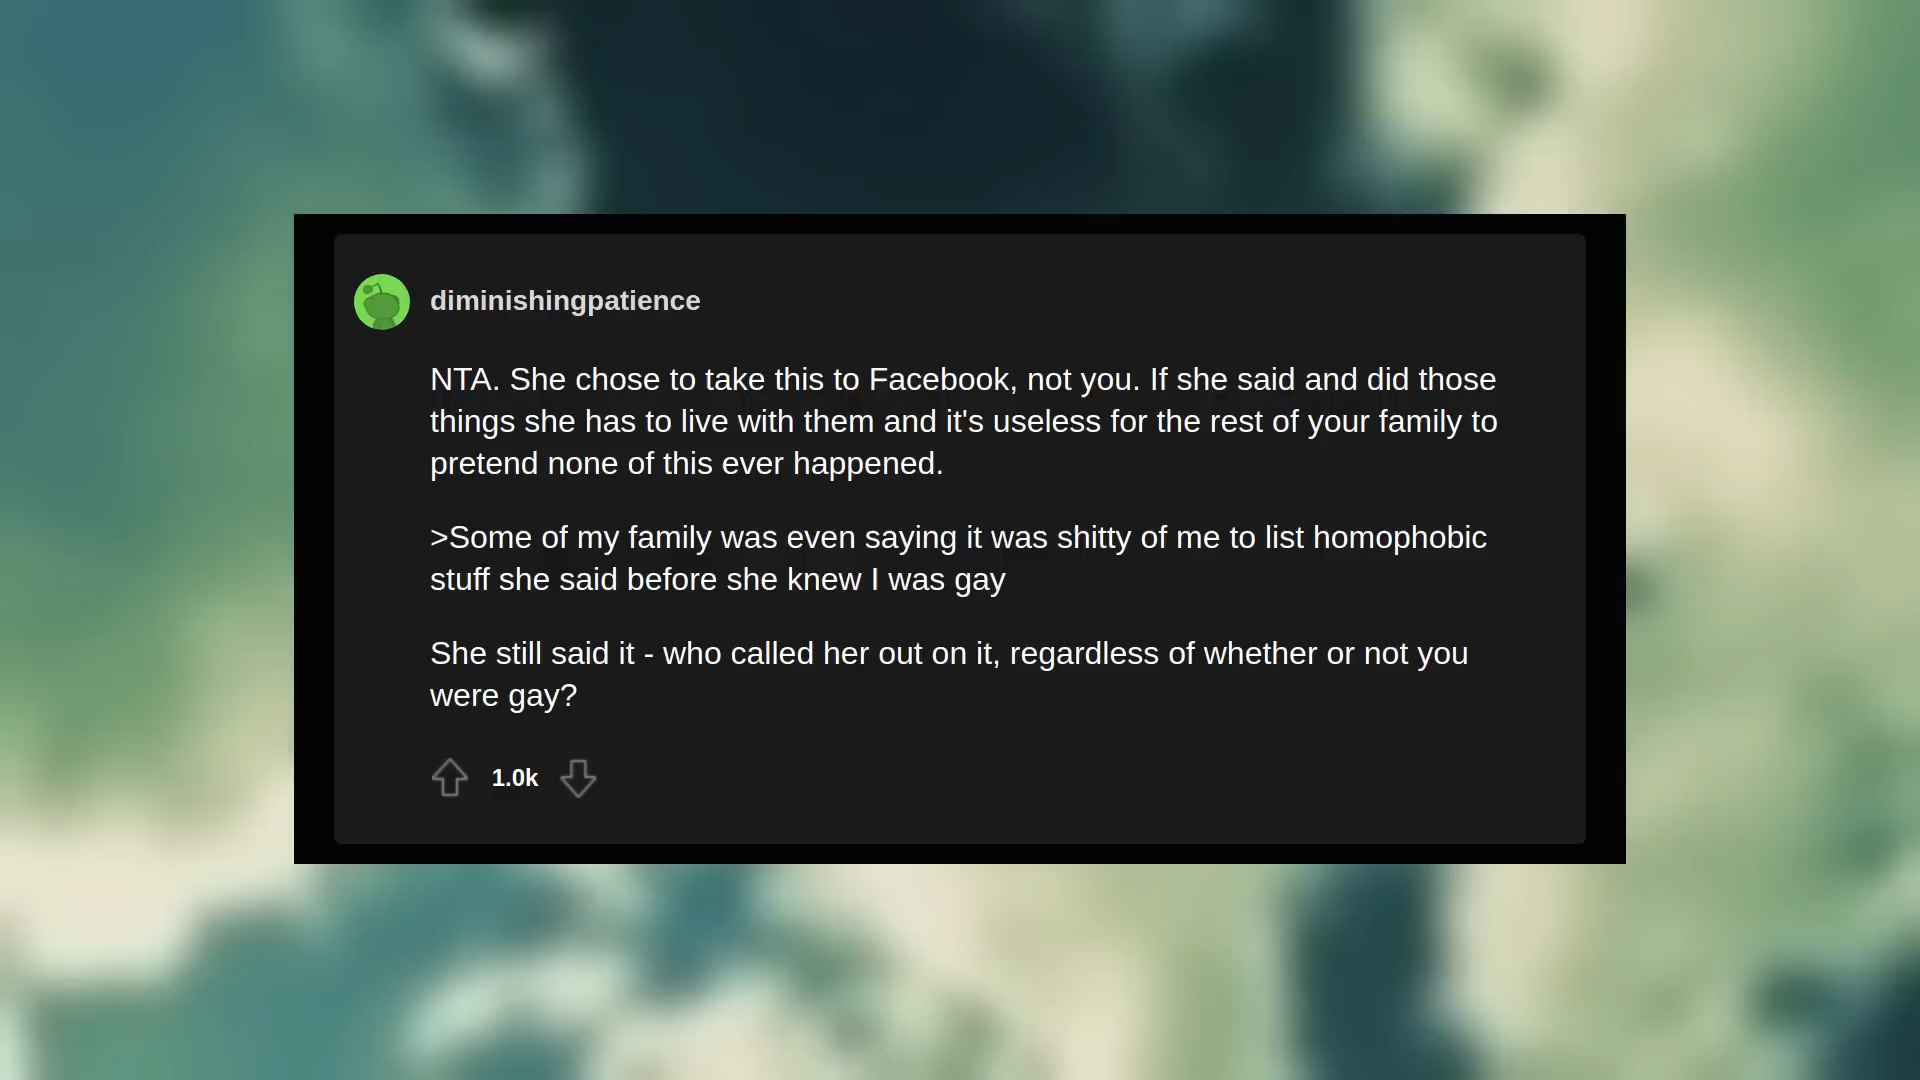 diminishingpatience
NTA. She chose to take this to Facebook, not you. If she said and did those
things she has to live with them and it's useless for the rest of your family to
pretend none of this ever happened.
>Some of my family was even saying it was shitty of me to list homophobic
stuff she said before she knew I was gay
She still said it - who called her out on it, regardless of whether or not you
were gay?
1.0k